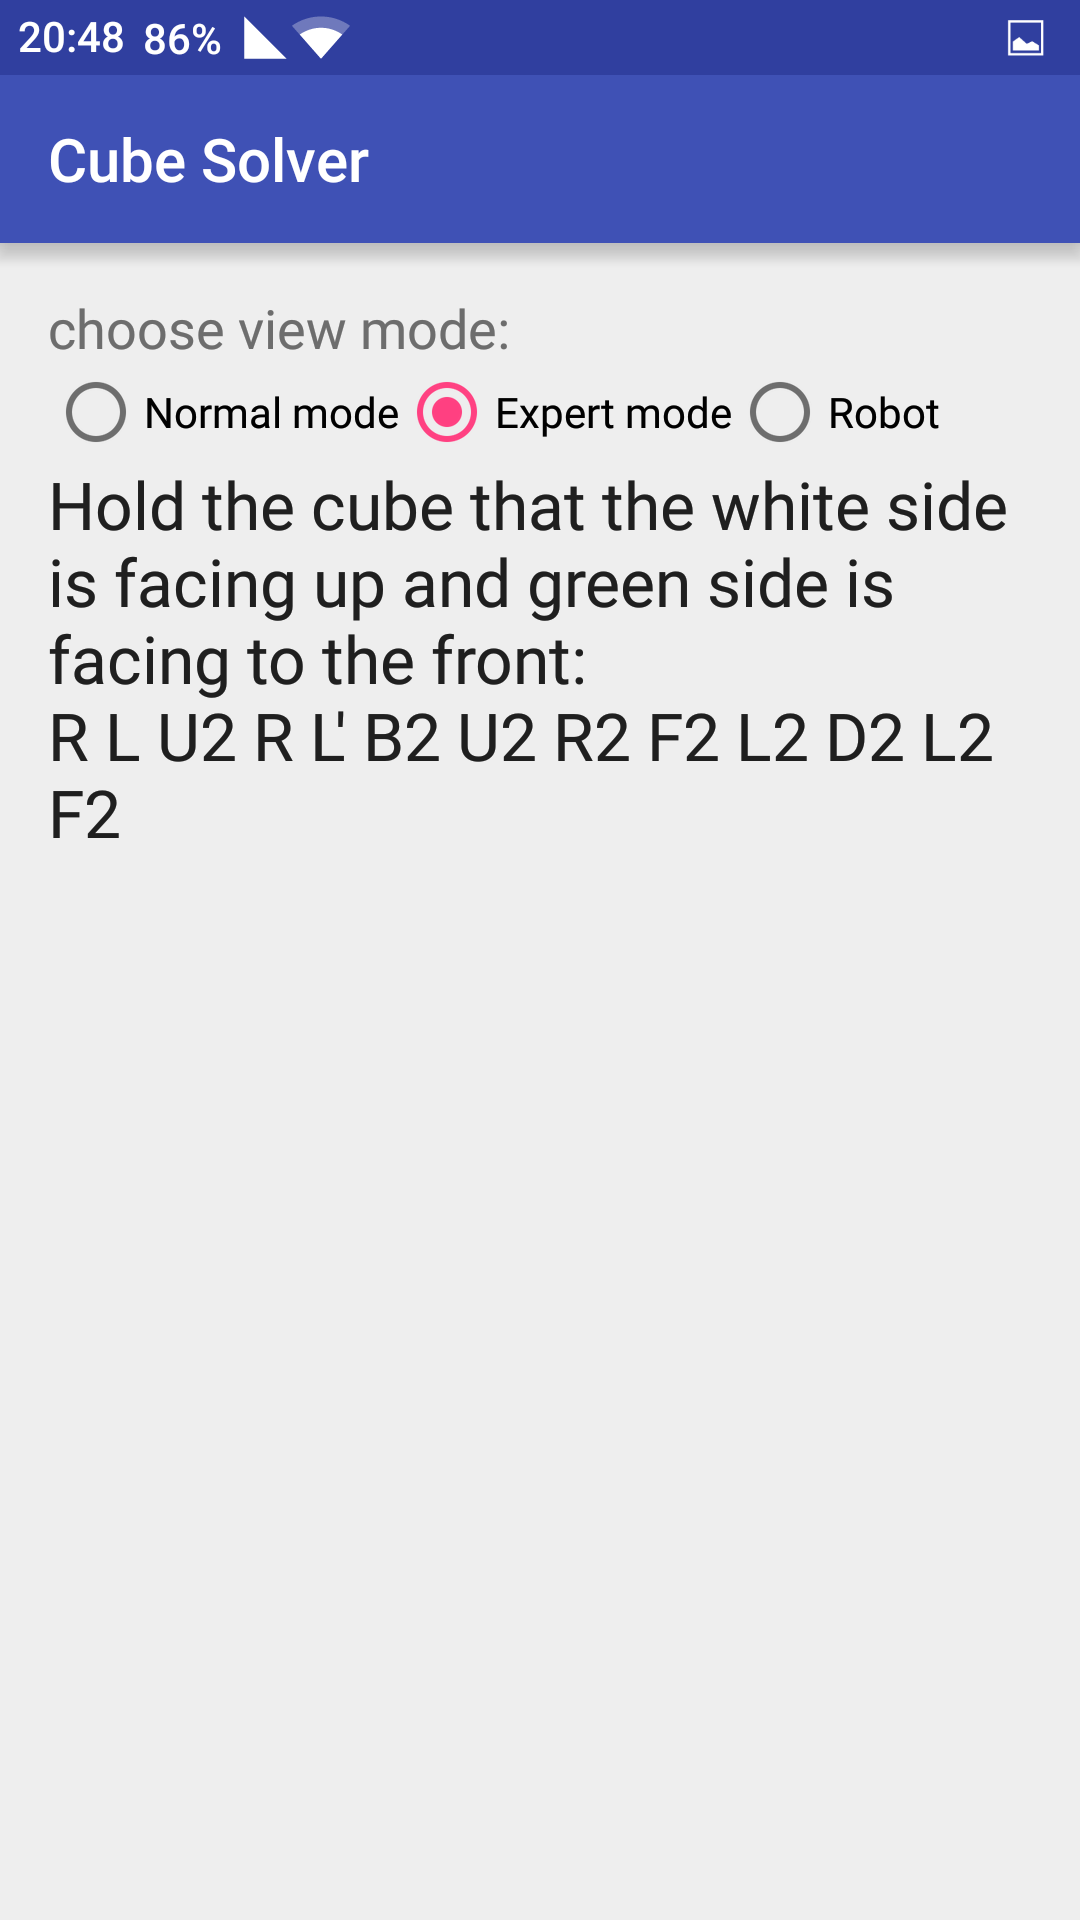 20:48 86%
Cube Solver
choose view mode:
Normal mode Expert mode Robot
Hold the cube that the white side
is facing up and green side is
facing to the front:
R L U2 R L' B2 U2 R2 F2 L2 D2 L2
F2